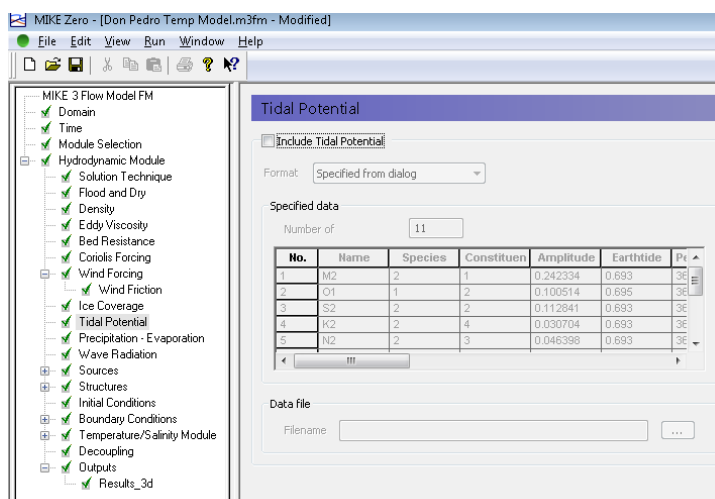 MIKE Zero - [Don Pedro Temp Model.m3fm - Modified]
File Edit View Run Window Help
MIKE 3 Flow Model FM
Domain
Time
Module Selection
Hydrodynamic Module
Solution Technique
Flood and Dry
Density
Eddy Viscosity
Bed Resistance
Coriolis Forcing
Wind Forcing
Wind Friction
Ice Coverage
Tidal Potential
Precipitation - Evaporation
Wave Radiation
Sources
Structures
Initial Conditions
Boundary Conditions
Temperature/Salinity Module
Decoupling
Outputs
Results_3d
Tidal Potential
Include Tidal Potential
Format Specified from dialog
Specified data
Number of 11
No. Name Species Constituen Amplitude Earthtide Pe
1 M2 2 1 0.242334 0.693 36
2 O1 1 2 0.100514 0.695 36
3 S2 2 2 0.112841 0.693 36
4 K2 2 4 0.030704 0.693 36
5 N2 2 3 0.046398 0.693 36
Data file
Filename ...